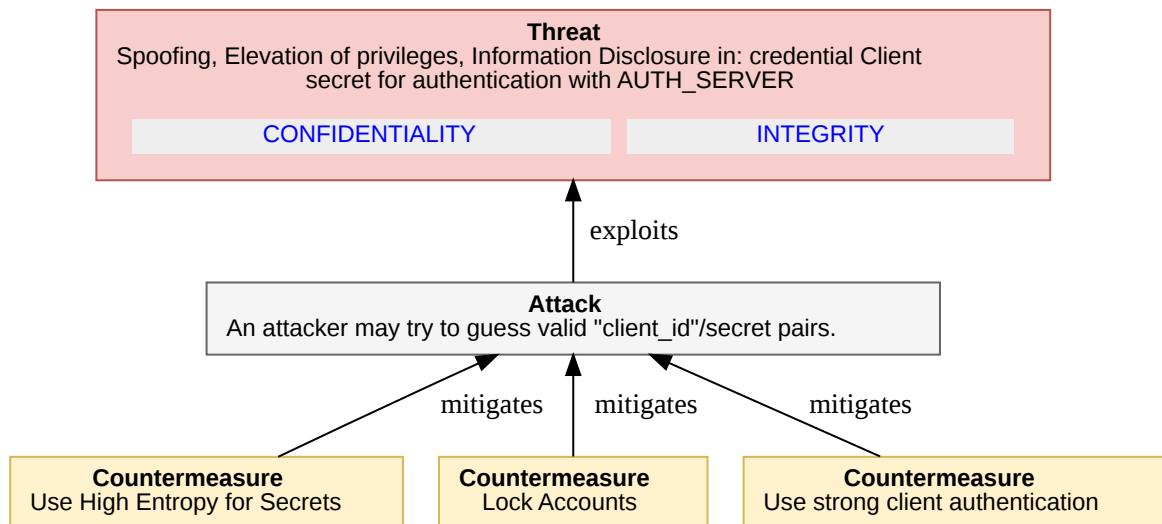 Threat
Spoofing, Elevation of privileges, Information Disclosure in: credential Client
secret for authentication with AUTH_SERVER
CONFIDENTIALITY
INTEGRITY
exploits
Attack
An attacker may try to guess valid "client_id"/secret pairs.
mitigates
mitigates
mitigates
Countermeasure
Use High Entropy for Secrets
Countermeasure
Lock Accounts
Countermeasure
Use strong client authentication